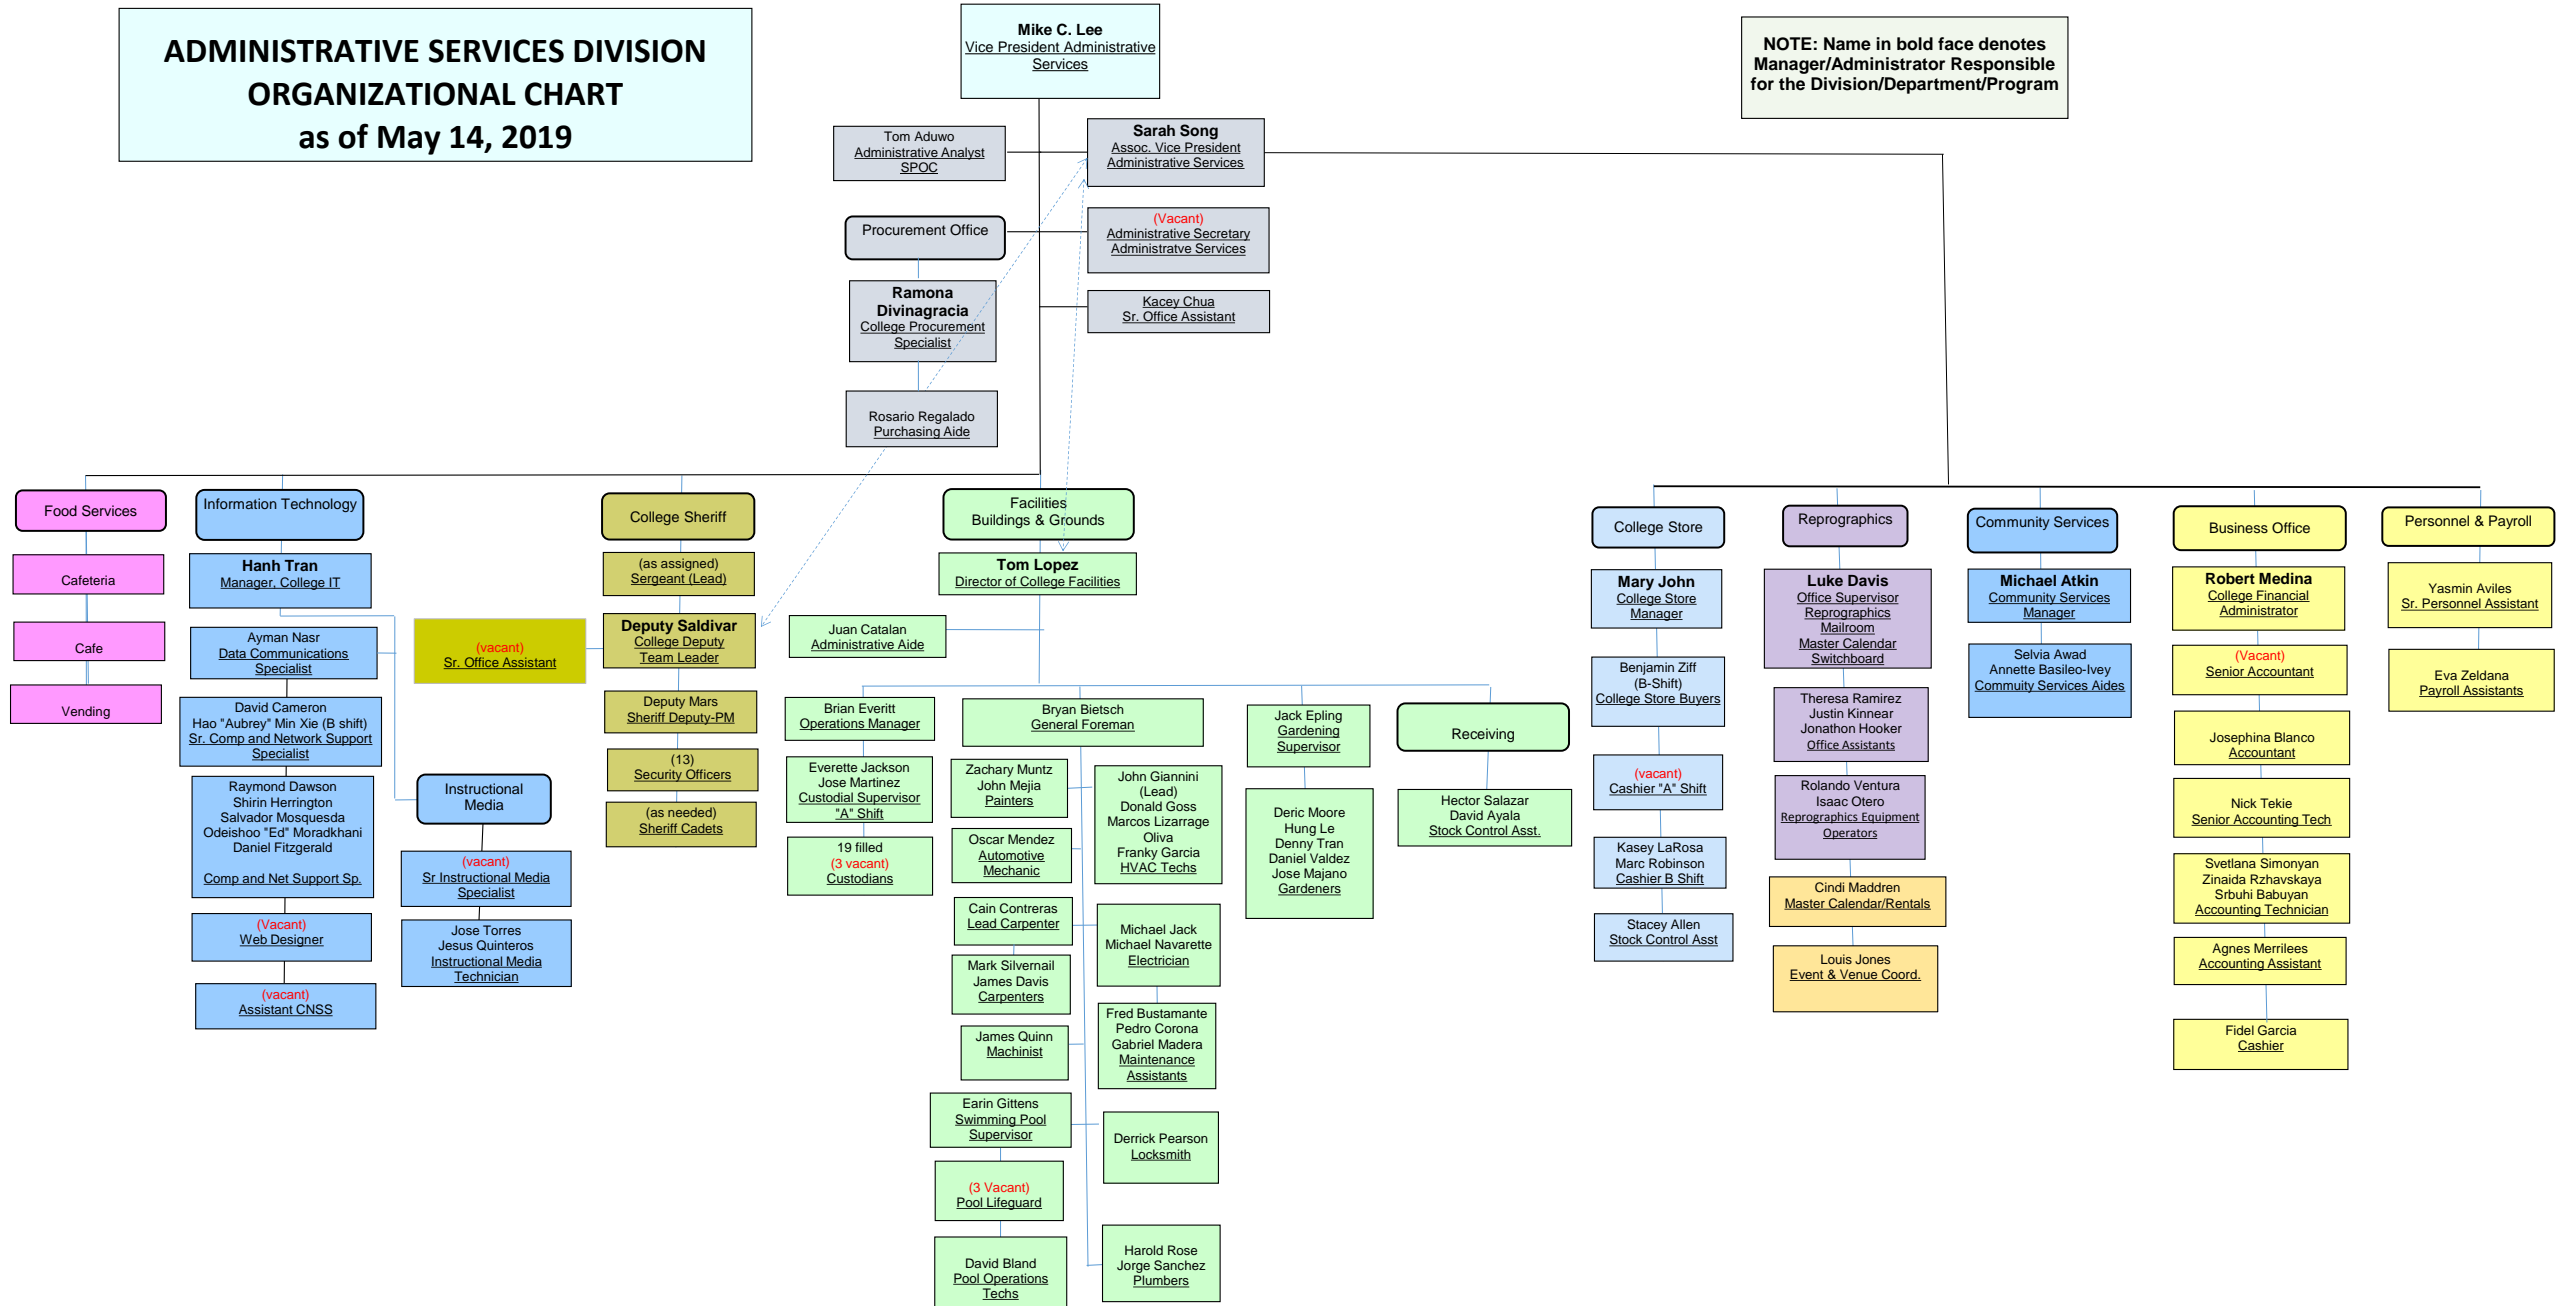 ADMINISTRATIVE SERVICES DIVISION
ORGANIZATIONAL CHART
as of May 14, 2019
Mike C. Lee
Vice President Administrative
Services
NOTE: Name in bold face denotes
Manager/Administrator Responsible
for the Division/Department/Program
Tom Aduwo
Administrative Analyst
SPOC
Sarah Song
Assoc. Vice President
Administrative Services
Procurement Office
(Vacant)
Administrative Secretary
Administratve Services
Ramona
Divinagracia
College Procurement
Specialist
Kacey Chua
Sr. Office Assistant
Rosario Regalado
Purchasing Aide
Food Services
Cafeteria
Cafe
Vending
Information Technology
Hanh Tran
Manager, College IT
Ayman Nasr
Data Communications
Specialist
David Cameron
Hao "Aubrey" Min Xie (B shift)
Sr. Comp and Network Support
Specialist
Raymond Dawson
Shirin Herrington
Salvador Mosquesda
Odeishoo "Ed" Moradkhani
Daniel Fitzgerald
Comp and Net Support Sp.
(Vacant)
Web Designer
(vacant)
Assistant CNSS
Instructional
Media
(vacant)
Sr Instructional Media
Specialist
Jose Torres
Jesus Quinteros
Instructional Media
Technician
College Sheriff
(as assigned)
Sergeant (Lead)
(vacant)
Sr. Office Assistant
Deputy Saldivar
College Deputy
Team Leader
Deputy Mars
Sheriff Deputy-PM
(13)
Security Officers
(as needed)
Sheriff Cadets
Facilities
Buildings & Grounds
Tom Lopez
Director of College Facilities
Juan Catalan
Administrative Aide
Brian Everitt
Operations Manager
Everette Jackson
Jose Martinez
Custodial Supervisor
"A" Shift
19 filled
(3 vacant)
Custodians
Bryan Bietsch
General Foreman
Zachary Muntz
John Mejia
Painters
John Giannini
(Lead)
Donald Goss
Marcos Lizarrage
Oliva
Franky Garcia
HVAC Techs
Oscar Mendez
Automotive
Mechanic
Cain Contreras
Lead Carpenter
Michael Jack
Michael Navarette
Electrician
Mark Silvernail
James Davis
Carpenters
Fred Bustamante
Pedro Corona
Gabriel Madera
Maintenance
Assistants
James Quinn
Machinist
Earin Gittens
Swimming Pool
Supervisor
Derrick Pearson
Locksmith
(3 Vacant)
Pool Lifeguard
David Bland
Pool Operations
Techs
Harold Rose
Jorge Sanchez
Plumbers
Jack Epling
Gardening
Supervisor
Deric Moore
Hung Le
Denny Tran
Daniel Valdez
Jose Majano
Gardeners
Receiving
Hector Salazar
David Ayala
Stock Control Asst.
College Store
Mary John
College Store
Manager
Benjamin Ziff
(B-Shift)
College Store Buyers
(vacant)
Cashier "A" Shift
Kasey LaRosa
Marc Robinson
Cashier B Shift
Stacey Allen
Stock Control Asst
Reprographics
Luke Davis
Office Supervisor
Reprographics
Mailroom
Master Calendar
Switchboard
Theresa Ramirez
Justin Kinnear
Jonathon Hooker
Office Assistants
Rolando Ventura
Isaac Otero
Reprographics Equipment
Operators
Cindi Maddren
Master Calendar/Rentals
Louis Jones
Event & Venue Coord.
Community Services
Michael Atkin
Community Services
Manager
Selvia Awad
Annette Basileo-Ivey
Commuity Services Aides
Business Office
Robert Medina
College Financial
Administrator
(Vacant)
Senior Accountant
Josephina Blanco
Accountant
Nick Tekie
Senior Accounting Tech
Svetlana Simonyan
Zinaida Rzhavskaya
Srbuhi Babuyan
Accounting Technician
Agnes Merrilees
Accounting Assistant
Fidel Garcia
Cashier
Personnel & Payroll
Yasmin Aviles
Sr. Personnel Assistant
Eva Zeldana
Payroll Assistants